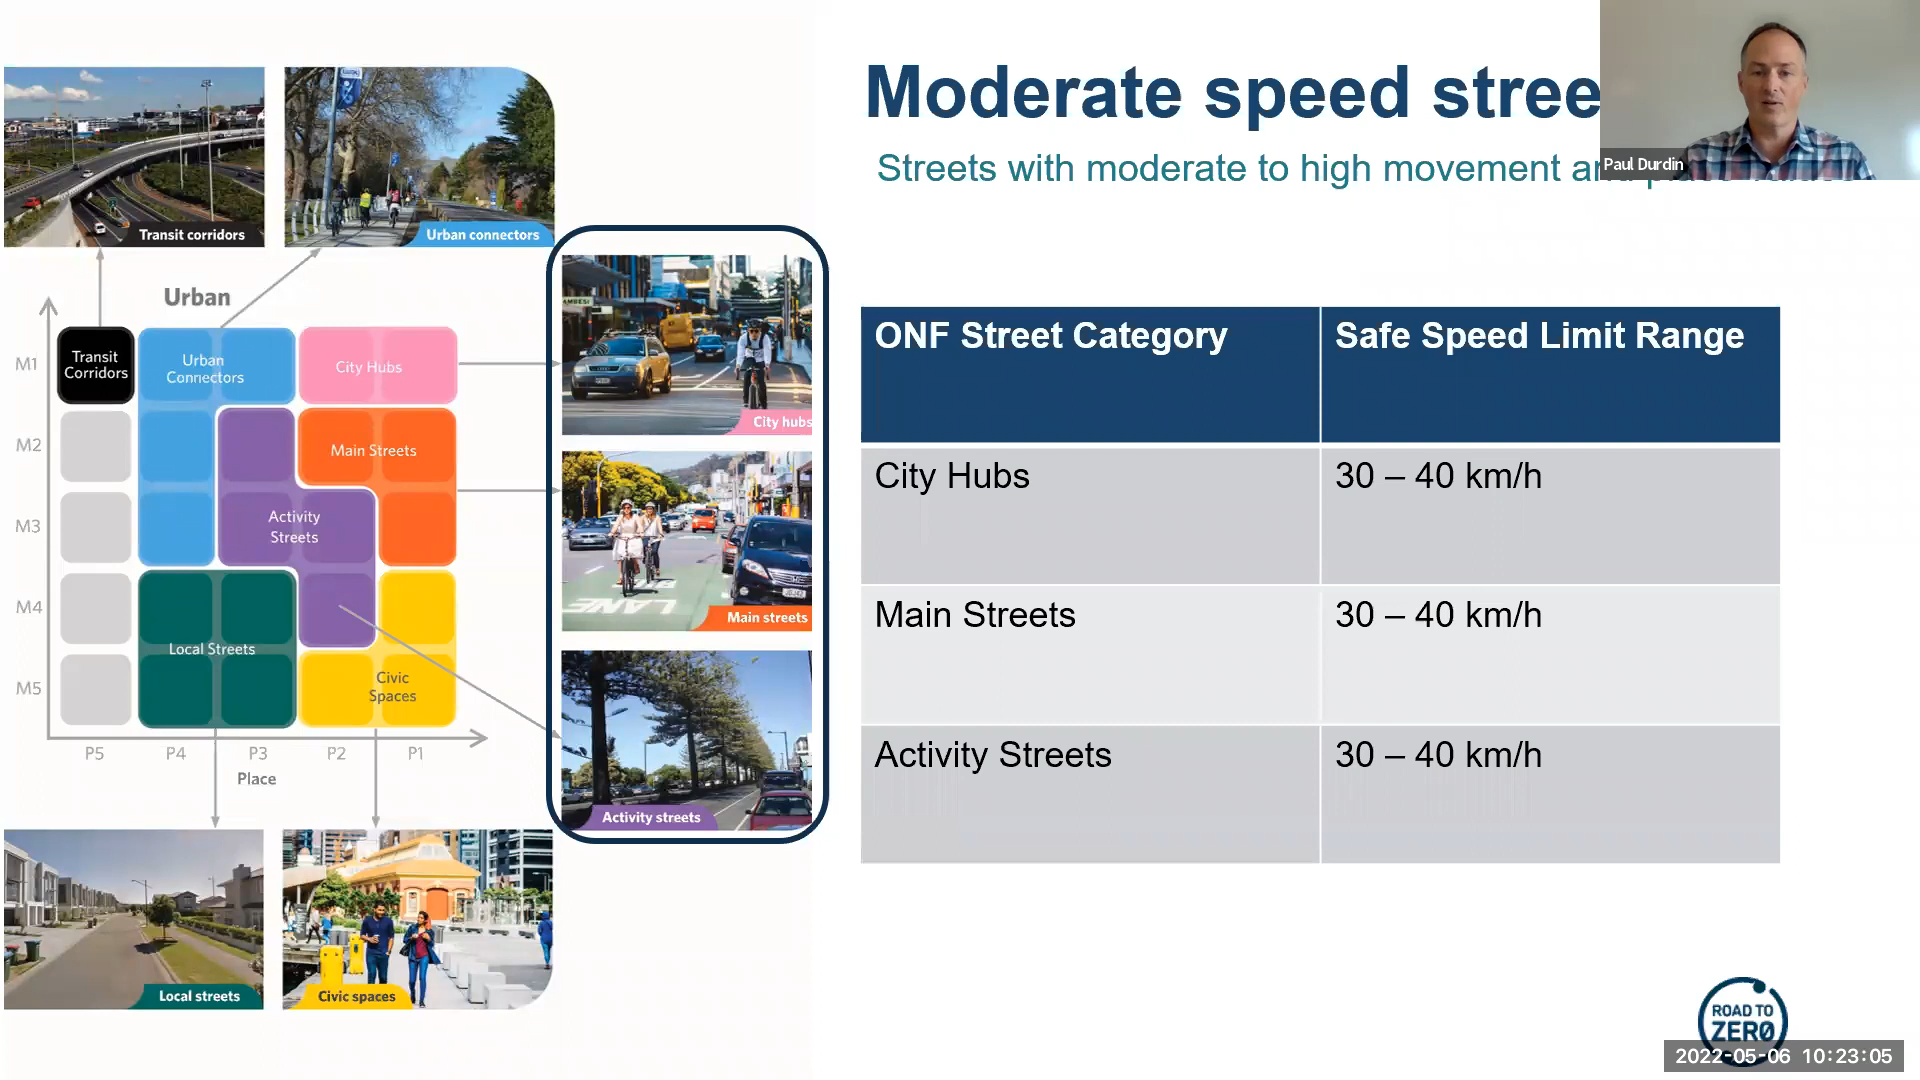 Moderate speed stree
Streets with moderate to high movement
Paul Durdin
Transit corridors
Urban connectors
Urban
M1
M2
M3
M4
M5
Transit
Corridors
Urban
Connectors
City Hubs
Main Streets
Activity
Streets
Local Streets
Civic
Spaces
P5
P4
P3
P2
P1
Place
City hubs
LANE
Main streets
Activity streets
Local streets
Civic spaces
ONF Street Category
Safe Speed Limit Range
City Hubs
30 – 40 km/h
Main Streets
30 – 40 km/h
Activity Streets
30 – 40 km/h
ROAD TO
ZERO
2022-05-06 10:23:05